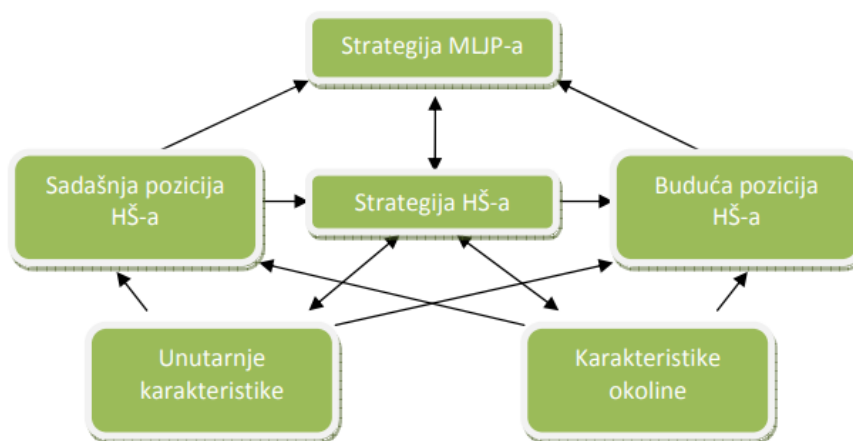 Strategija MLJP-a
Sadašnja pozicija
HŠ-a
Strategija HŠ-a
Buduća pozicija
HŠ-a
Unutarnje
karakteristike
Karakteristike
okoline